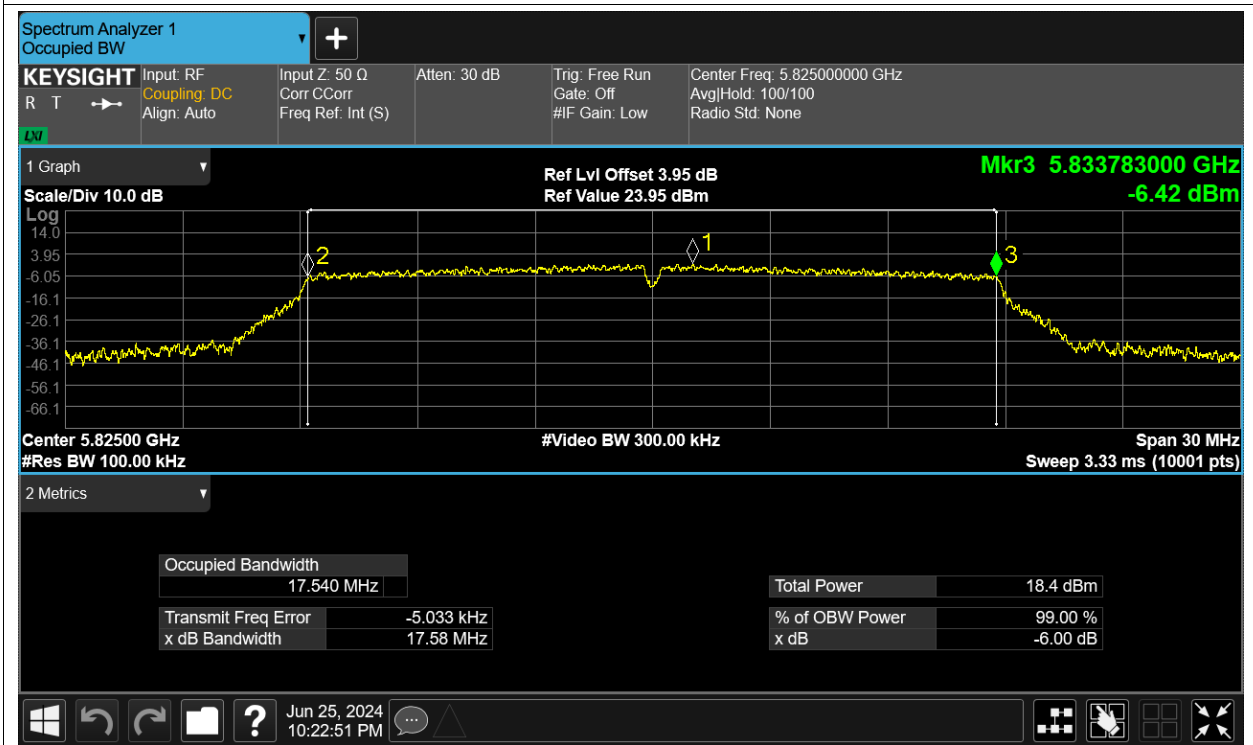 Spectrum Analyzer 1
Occupied BW
▼
+
KEYSIGHT
R T
LXI
Input: RF
Coupling: DC
Align: Auto
Input Z: 50 Ω
Corr CCorr
Freq Ref: Int (S)
Atten: 30 dB
Trig: Free Run
Gate: Off
#IF Gain: Low
Center Freq: 5.825000000 GHz
Avg|Hold: 100/100
Radio Std: None
1 Graph ▼
Scale/Div 10.0 dB
Ref Lvl Offset 3.95 dB
Ref Value 23.95 dBm
Mkr3 5.833783000 GHz
-6.42 dBm
Log
14.0
3.95
-6.05
-16.1
-26.1
-36.1
-46.1
-56.1
-66.1
2
1
3
Center 5.82500 GHz
#Res BW 100.00 kHz
#Video BW 300.00 kHz
Span 30 MHz
Sweep 3.33 ms (10001 pts)
2 Metrics ▼
Occupied Bandwidth
17.540 MHz
Transmit Freq Error -5.033 kHz
x dB Bandwidth 17.58 MHz
Total Power 18.4 dBm
% of OBW Power 99.00 %
x dB -6.00 dB
?
Jun 25, 2024
10:22:51 PM